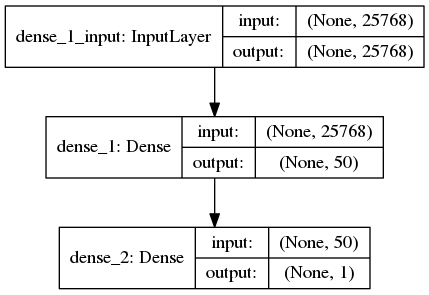 dense_1_input: InputLayer
input: (None, 25768)
output: (None, 25768)
dense_1: Dense
input: (None, 25768)
output: (None, 50)
dense_2: Dense
input: (None, 50)
output: (None, 1)